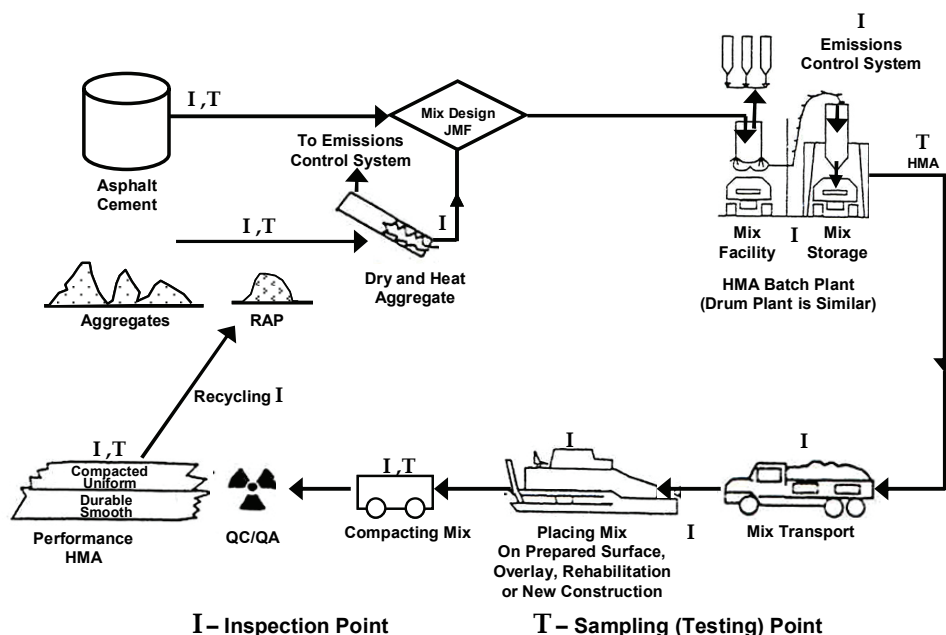 I
Emissions
Control System
I ,T
Mix Design
JMF
To Emissions
Control System
T
HMA
Asphalt
Cement
I,T
I
Dry and Heat
Aggregate
Mix
Facility
I
Mix
Storage
HMA Batch Plant
(Drum Plant is Similar)
Aggregates
RAP
Recycling I
I,T
Compacted
Uniform
Durable
Smooth
Performance
HMA
QC/QA
I,T
Compacting Mix
I
Placing Mix
On Prepared Surface,
Overlay, Rehabilitation
or New Construction
I
I
Mix Transport
I – Inspection Point
T – Sampling (Testing) Point